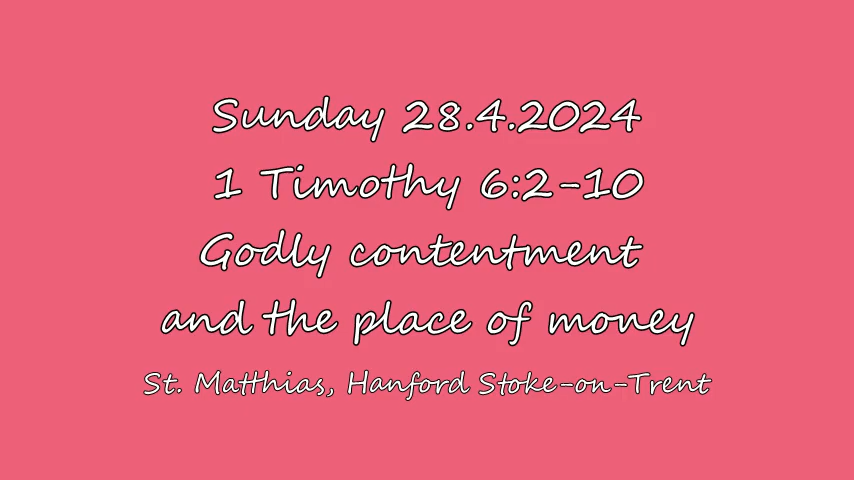 Sunday 28.4.2024
1 Timothy 6:2-10
Godly contentment
and the place of money
St. Matthias, Hanford Stoke-on-Trent